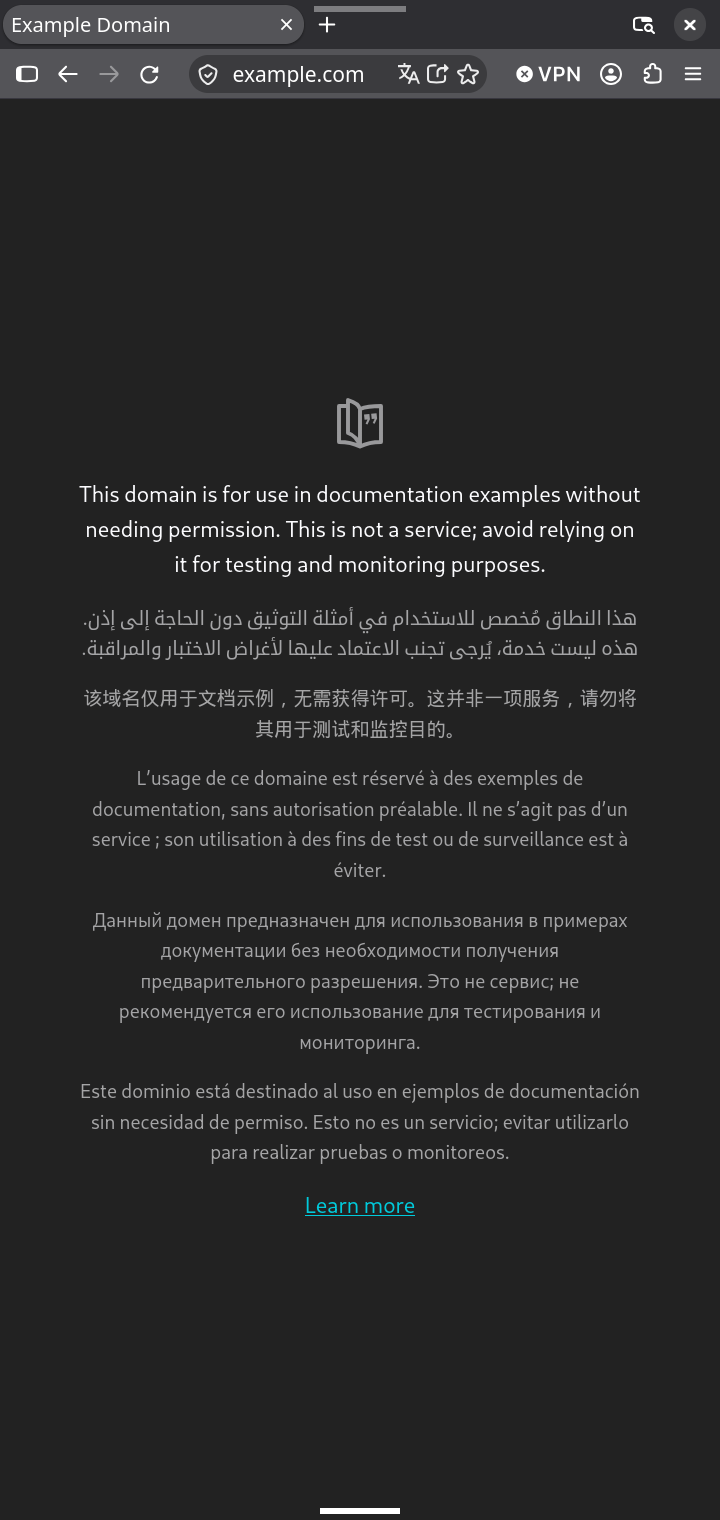 Example Domain
example.com
VPN
This domain is for use in documentation examples without
needing permission. This is not a service; avoid relying on
it for testing and monitoring purposes.
هذا النطاق مُخصص للاستخدام في أمثلة التوثيق دون الحاجة إلى إذن.
هذه ليست خدمة، يُرجى تجنب الاعتماد عليها لأغراض الاختبار والمراقبة.
该域名仅用于文档示例，无需获得许可。这并非一项服务，请勿将
其用于测试和监控目的。
L’usage de ce domaine est réservé à des exemples de
documentation, sans autorisation préalable. Il ne s’agit pas d’un
service ; son utilisation à des fins de test ou de surveillance est à
éviter.
Данный домен предназначен для использования в примерах
документации без необходимости получения
предварительного разрешения. Это не сервис; не
рекомендуется его использование для тестирования и
мониторинга.
Este dominio está destinado al uso en ejemplos de documentación
sin necesidad de permiso. Esto no es un servicio; evitar utilizarlo
para realizar pruebas o monitoreos.
Learn more